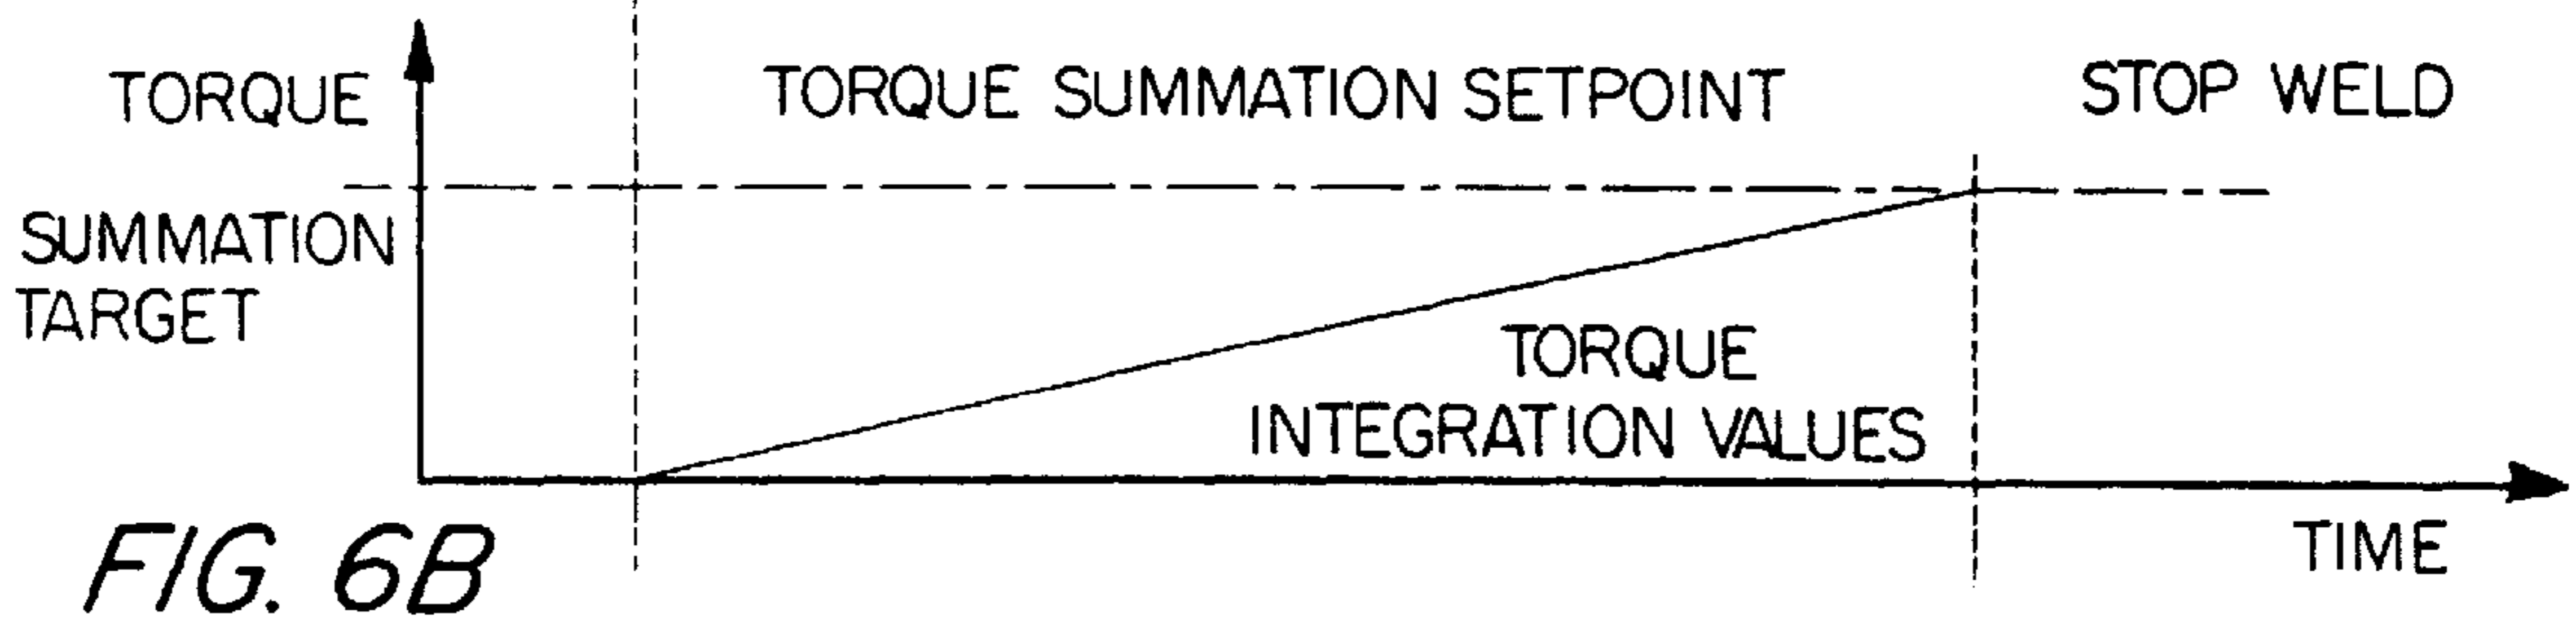 TORQUE
TORQUE SUMMATION SETPOINT
STOP WELD
SUMMATION
TARGET
TORQUE
INTEGRATION VALUES
TIME
FIG. 6B